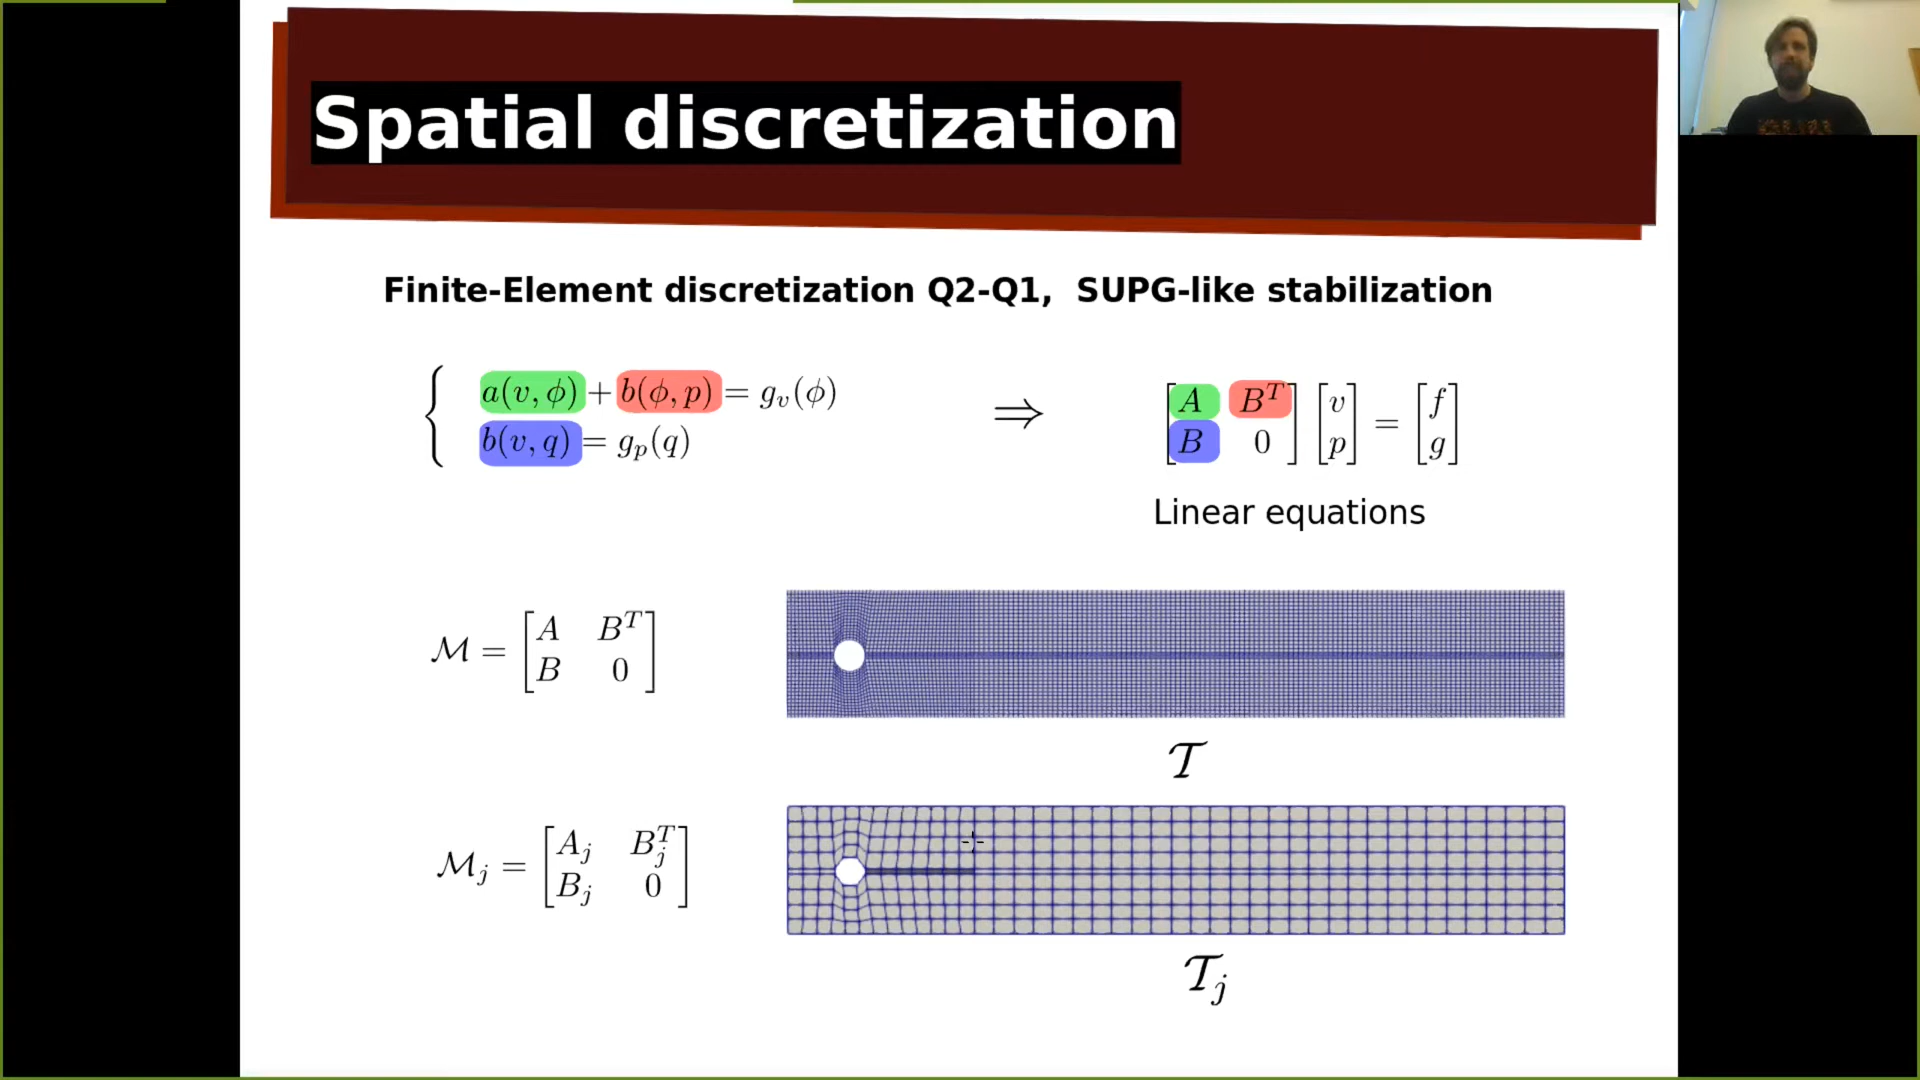 Spatial discretization
Finite-Element discretization Q2-Q1, SUPG-like stabilization
{ a(v, ϕ) + b(ϕ, p) = g_v(ϕ)
b(v, q) = g_p(q)
⇒
[A B^T; B 0] [v; p] = [f; g]
Linear equations
ℳ = [A B^T; B 0]
𝒯
ℳ_j = [A_j B_j^T; B_j 0]
𝒯_j